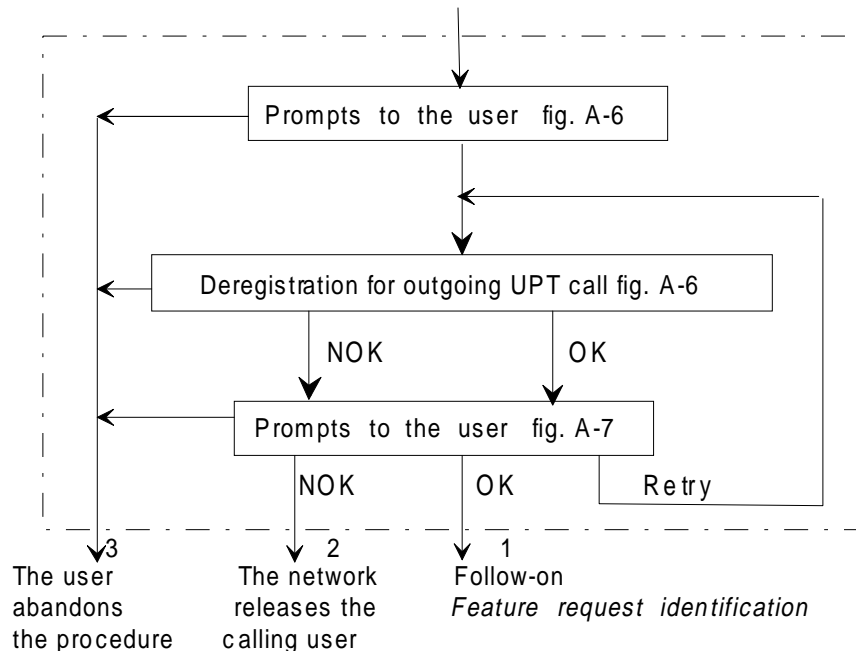 Prompts to the user fig. A-6
Deregistration for outgoing UPT call fig. A-6
NOK
OK
Prompts to the user fig. A-7
NOK
OK
Retry
3
2
1
The user
abandons
the procedure
The network
releases the
calling user
Follow-on
Feature request identification